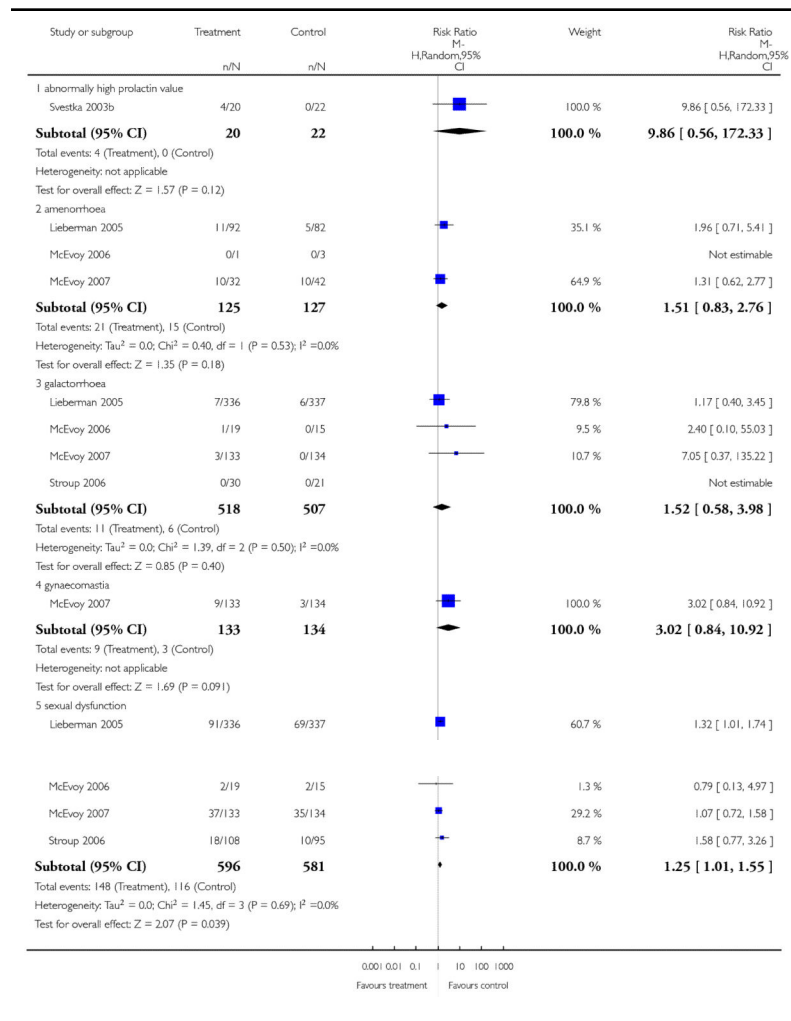 Study or subgroup Treatment Control Risk Ratio Weight Risk Ratio
M- M-
H,Random,95% H,Random,95%
n/N n/N CI CI
1 abnormally high prolactin value
Svestka 2003b 4/20 0/22 100.0 % 9.86 [ 0.56, 172.33 ]
Subtotal (95% CI) 20 22 100.0 % 9.86 [ 0.56, 172.33 ]
Total events: 4 (Treatment), 0 (Control)
Heterogeneity: not applicable
Test for overall effect: Z = 1.57 (P = 0.12)
2 amenorrhoea
Lieberman 2005 11/92 5/82 35.1 % 1.96 [ 0.71, 5.41 ]
McEvoy 2006 0/1 0/3 Not estimable
McEvoy 2007 10/32 10/42 64.9 % 1.31 [ 0.62, 2.77 ]
Subtotal (95% CI) 125 127 100.0 % 1.51 [ 0.83, 2.76 ]
Total events: 21 (Treatment), 15 (Control)
Heterogeneity: Tau² = 0.0; Chi² = 0.40, df = 1 (P = 0.53); I² =0.0%
Test for overall effect: Z = 1.35 (P = 0.18)
3 galactorrhoea
Lieberman 2005 7/336 6/337 79.8 % 1.17 [ 0.40, 3.45 ]
McEvoy 2006 1/19 0/15 9.5 % 2.40 [ 0.10, 55.03 ]
McEvoy 2007 3/133 0/134 10.7 % 7.05 [ 0.37, 135.22 ]
Stroup 2006 0/30 0/21 Not estimable
Subtotal (95% CI) 518 507 100.0 % 1.52 [ 0.58, 3.98 ]
Total events: 11 (Treatment), 6 (Control)
Heterogeneity: Tau² = 0.0; Chi² = 1.39, df = 2 (P = 0.50); I² =0.0%
Test for overall effect: Z = 0.85 (P = 0.40)
4 gynaecomastia
McEvoy 2007 9/133 3/134 100.0 % 3.02 [ 0.84, 10.92 ]
Subtotal (95% CI) 133 134 100.0 % 3.02 [ 0.84, 10.92 ]
Total events: 9 (Treatment), 3 (Control)
Heterogeneity: not applicable
Test for overall effect: Z = 1.69 (P = 0.091)
5 sexual dysfunction
Lieberman 2005 91/336 69/337 60.7 % 1.32 [ 1.01, 1.74 ]
McEvoy 2006 2/19 2/15 1.3 % 0.79 [ 0.13, 4.97 ]
McEvoy 2007 37/133 35/134 29.2 % 1.07 [ 0.72, 1.58 ]
Stroup 2006 18/108 10/95 8.7 % 1.58 [ 0.77, 3.26 ]
Subtotal (95% CI) 596 581 100.0 % 1.25 [ 1.01, 1.55 ]
Total events: 148 (Treatment), 116 (Control)
Heterogeneity: Tau² = 0.0; Chi² = 1.45, df = 3 (P = 0.69); I² =0.0%
Test for overall effect: Z = 2.07 (P = 0.039)
0.001 0.01 0.1 1 10 100 1000
Favours treatment Favours control